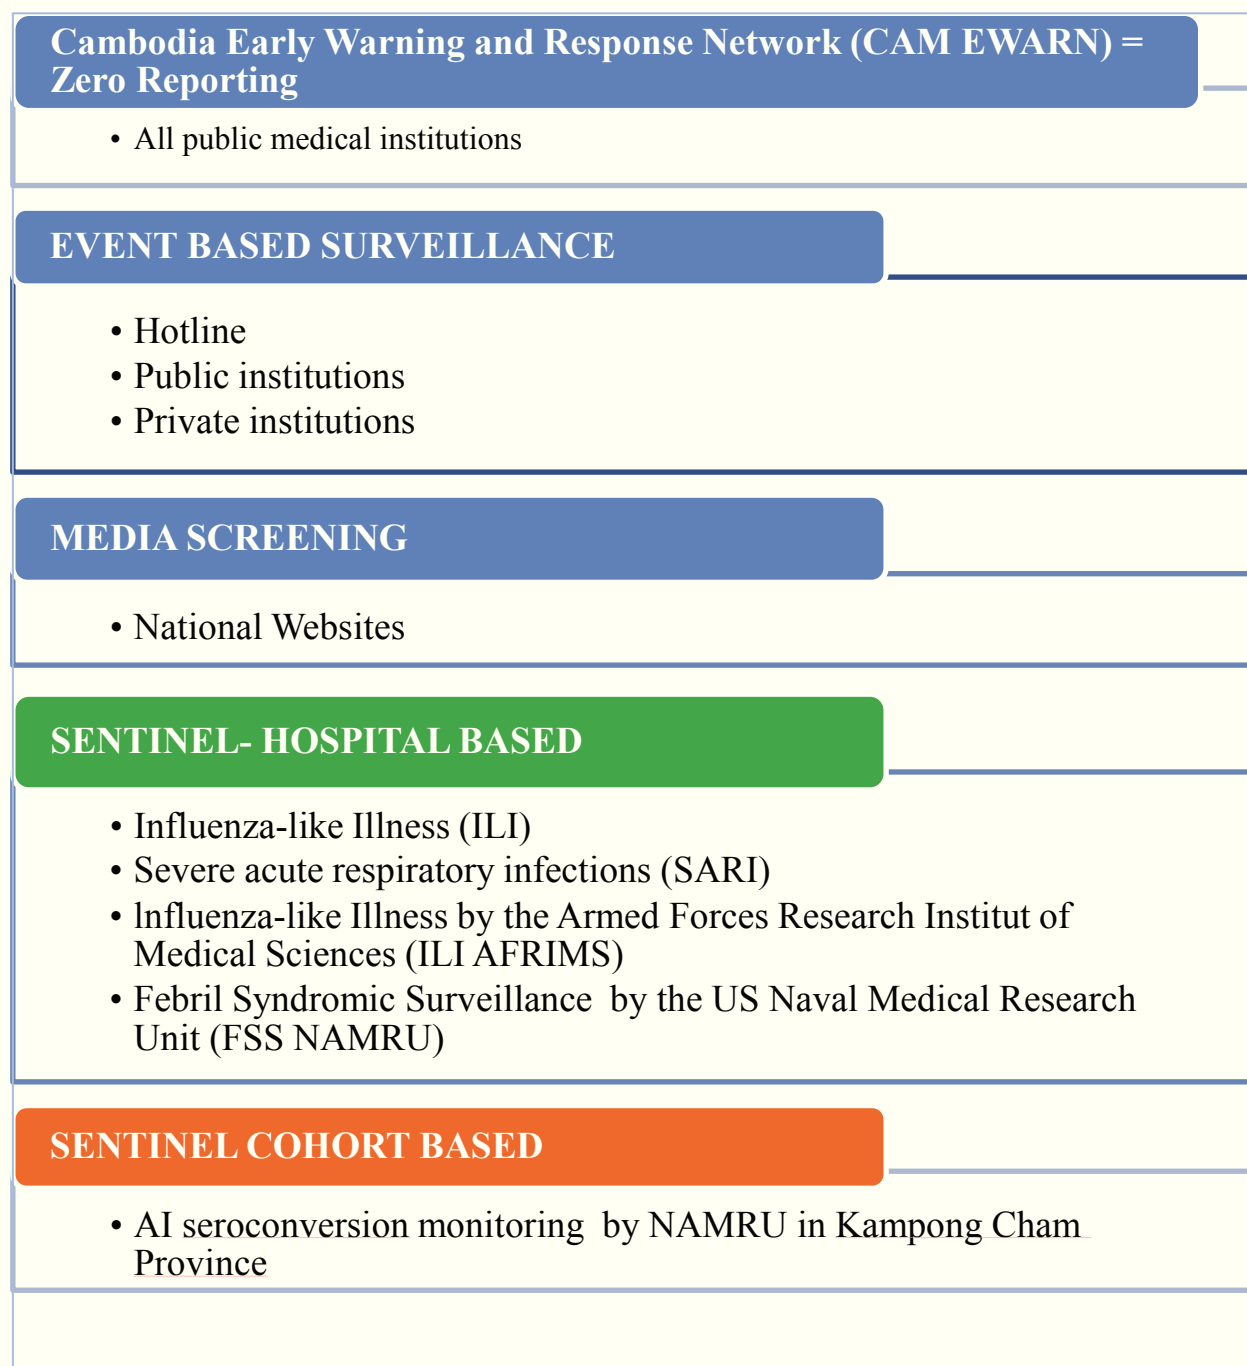 Cambodia Early Warning and Response Network (CAM EWARN) =
Zero Reporting
• All public medical institutions
EVENT BASED SURVEILLANCE
• Hotline
• Public institutions
• Private institutions
MEDIA SCREENING
• National Websites
SENTINEL- HOSPITAL BASED
• Influenza-like Illness (ILI)
• Severe acute respiratory infections (SARI)
• lnfluenza-like Illness by the Armed Forces Research Institut of
Medical Sciences (ILI AFRIMS)
• Febril Syndromic Surveillance  by the US Naval Medical Research
Unit (FSS NAMRU)
SENTINEL COHORT BASED
• AI seroconversion monitoring  by NAMRU in Kampong Cham
Province